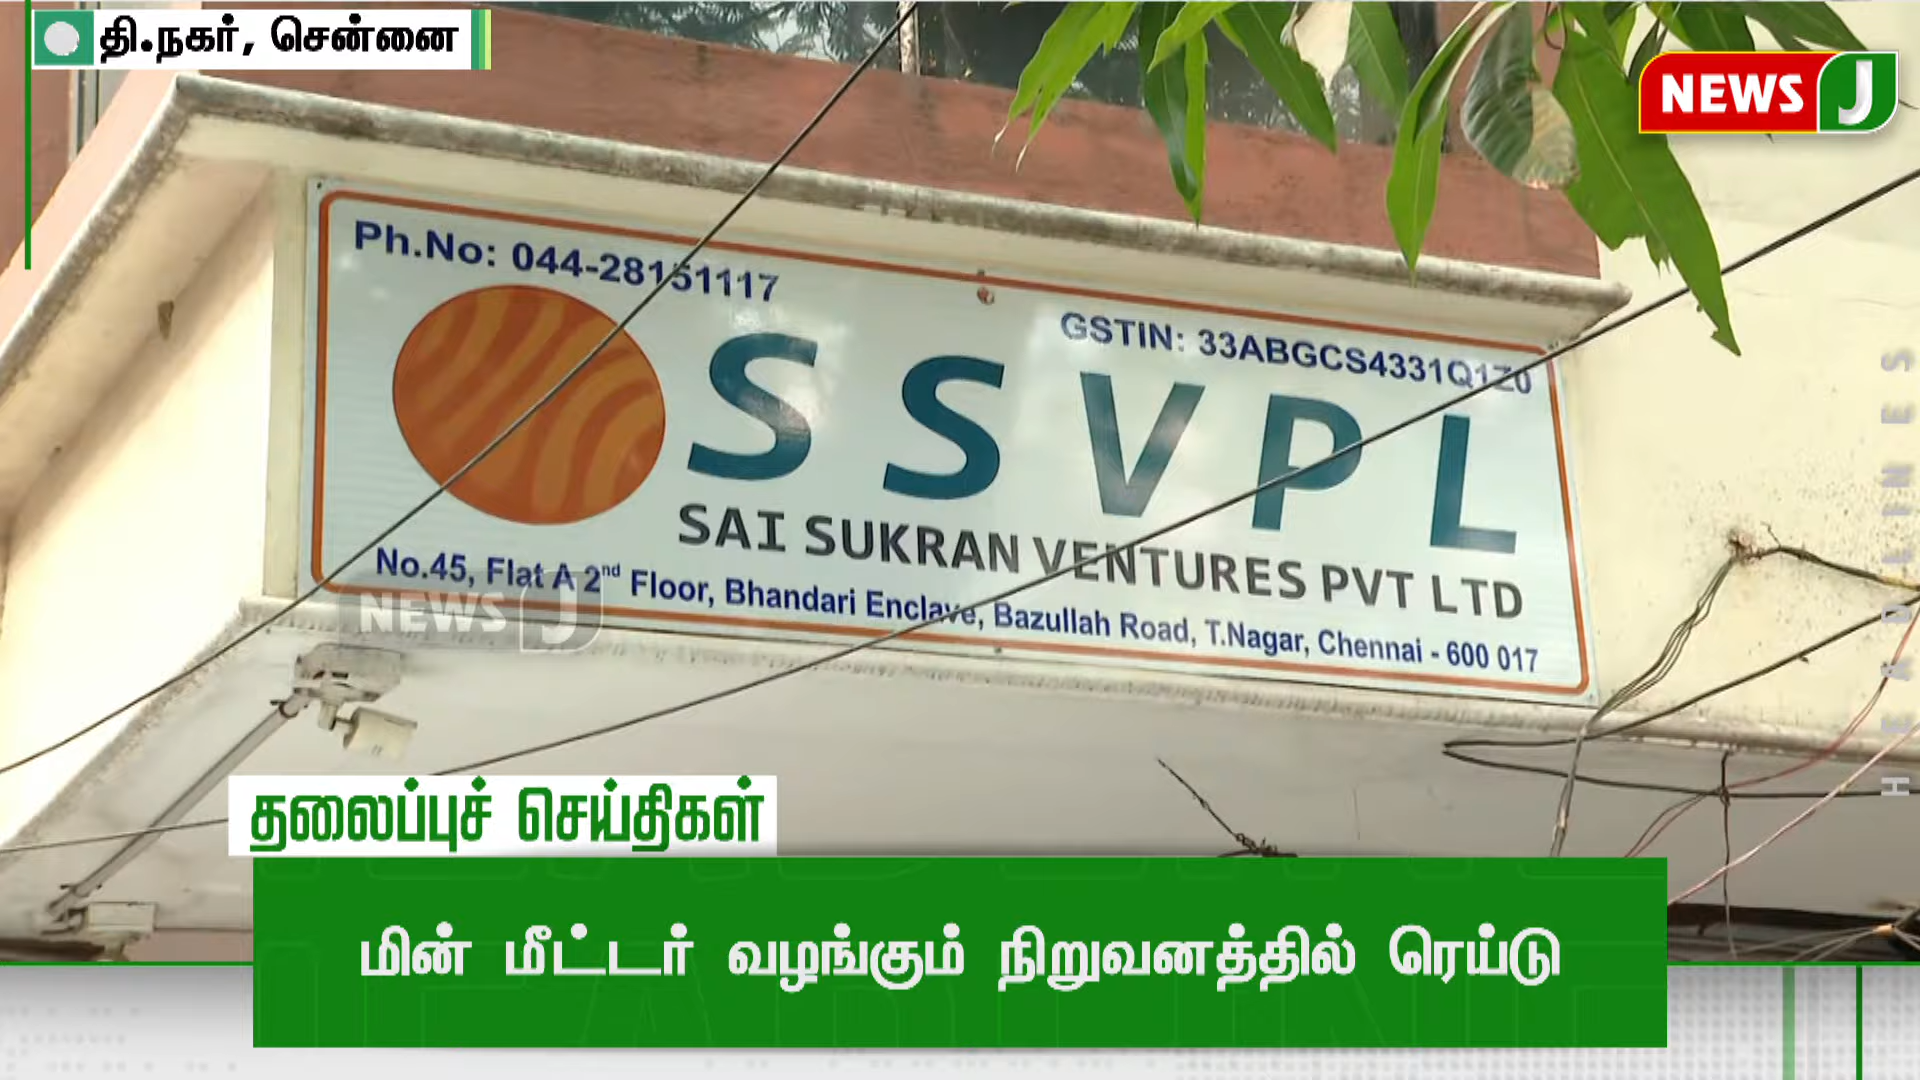 தி.நகர், சென்னை
NEWS J
Ph.No: 044-28151117
GSTIN: 33ABGCS4331Q1Z0
SSVPL
SAI SUKRAN VENTURES PVT LTD
No.45, Flat A 2nd Floor, Bhandari Enclave, Bazullah Road, T.Nagar, Chennai - 600 017
NEWS J
HEADLINES
தலைப்புச் செய்திகள்
மின் மீட்டர் வழங்கும் நிறுவனத்தில் ரெய்டு